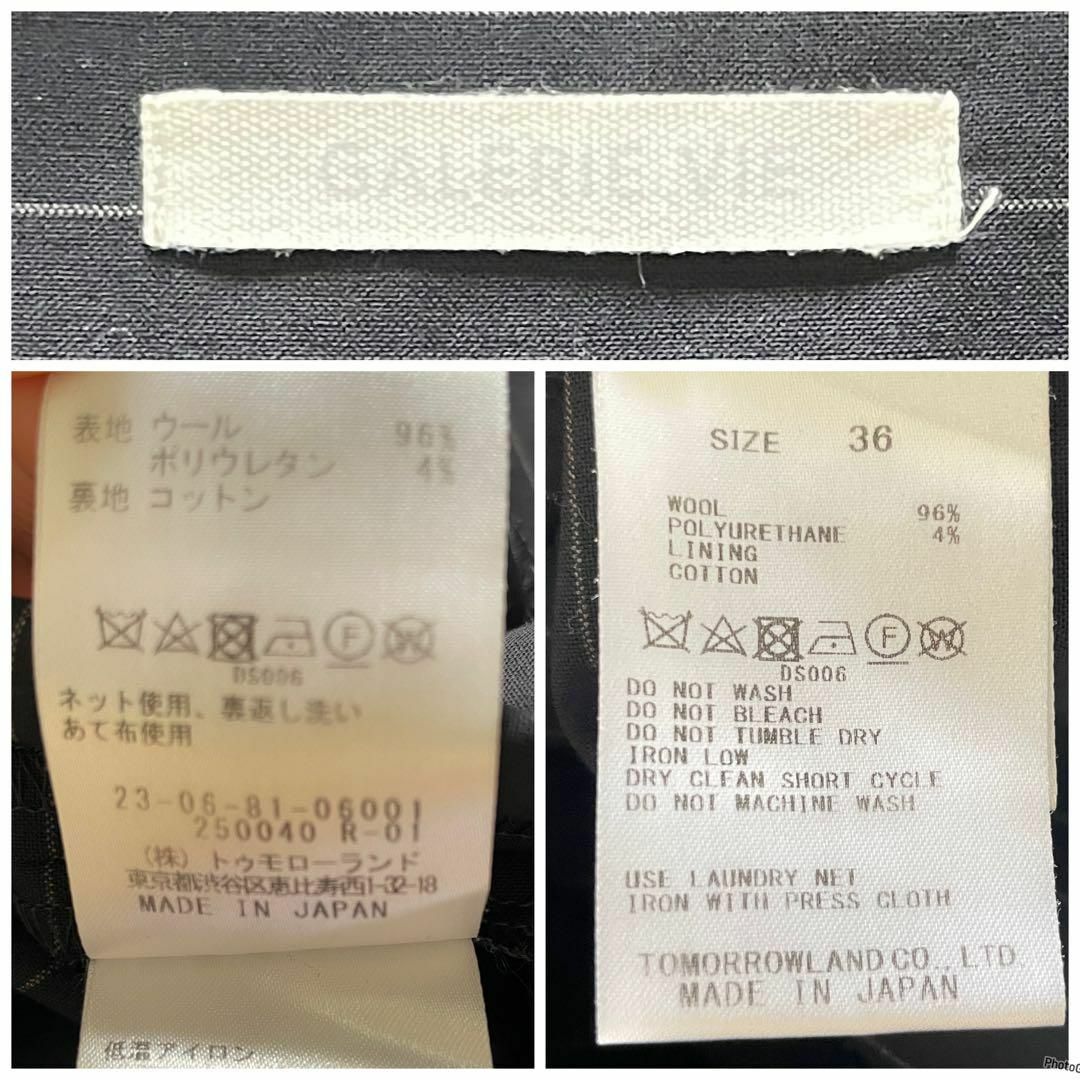 表地 ウール 96%
ポリウレタン 4%
裏地 コットン
F W
DS006
ネット使用、裏返し洗い
あて布使用
23-06-81-06001
250040 R-01
(株) トゥモローランド
東京都渋谷区恵比寿西1-32-18
MADE IN JAPAN
低温アイロン
SIZE 36
WOOL 96%
POLYURETHANE 4%
LINING
COTTON
F W
DS006
DO NOT WASH
DO NOT BLEACH
DO NOT TUMBLE DRY
IRON LOW
DRY CLEAN SHORT CYCLE
DO NOT MACHINE WASH
USE LAUNDRY NET
IRON WITH PRESS CLOTH
TOMORROWLAND CO., LTD.
MADE IN JAPAN